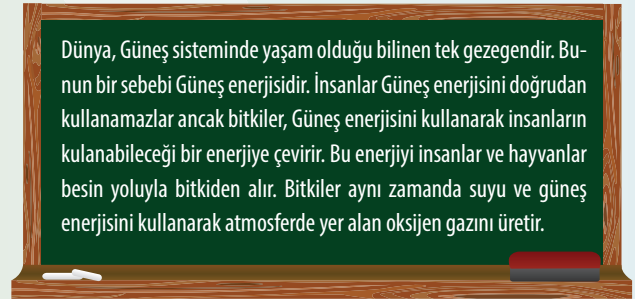 Dünya, Güneş sisteminde yaşam olduğu bilinen tek gezegendir. Bu-
nun bir sebebi Güneş enerjisidir. İnsanlar Güneş enerjisini doğrudan
kullanamazlar ancak bitkiler, Güneş enerjisini kullanarak insanların
kulanabileceği bir enerjiye çevirir. Bu enerjiyi insanlar ve hayvanlar
besin yoluyla bitkiden alır. Bitkiler aynı zamanda suyu ve güneş
enerjisini kullanarak atmosferde yer alan oksijen gazını üretir.